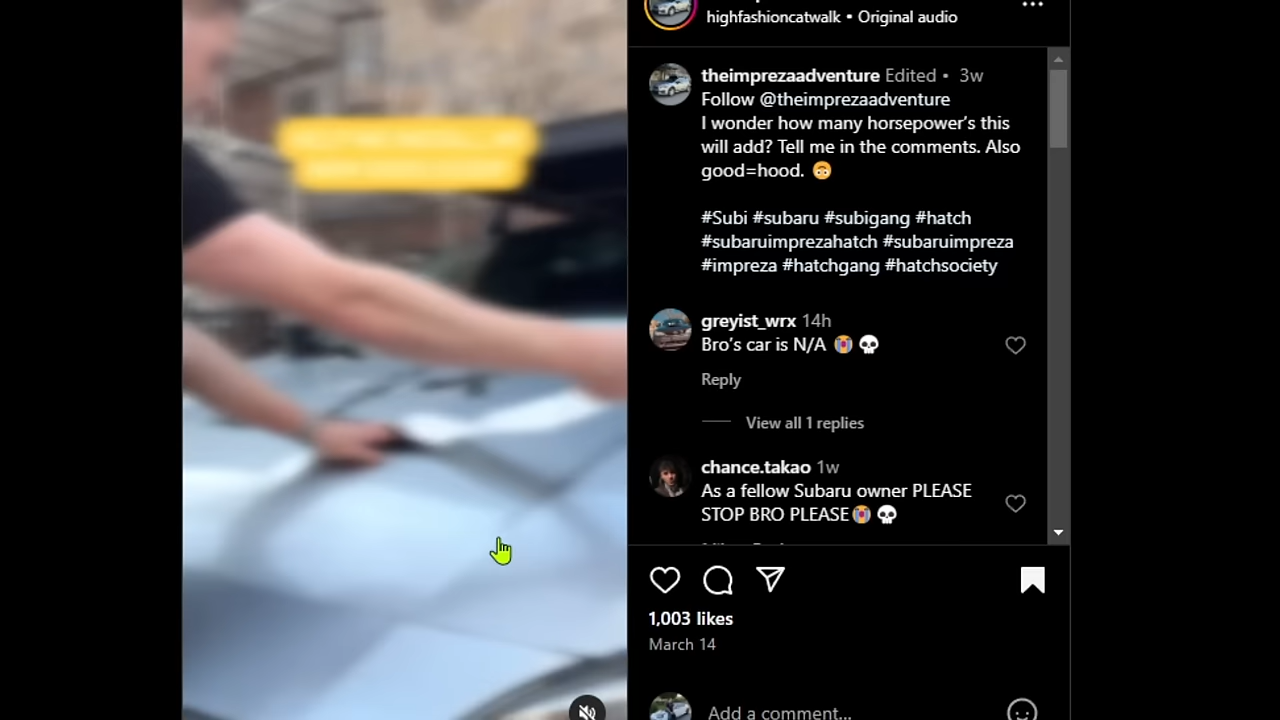 highfashioncatwalk • Original audio
theimprezaadventure Edited • 3w
Follow @theimprezaadventure
I wonder how many horsepower’s this
will add? Tell me in the comments. Also
good=hood. 🙃
#Subi #subaru #subigang #hatch
#subaruimprezahatch #subaruimpreza
#impreza #hatchgang #hatchsociety
greyist_wrx 14h
Bro’s car is N/A 😭💀
Reply
View all 1 replies
chance.takao 1w
As a fellow Subaru owner PLEASE
STOP BRO PLEASE😭💀
1,003 likes
March 14
Add a comment...